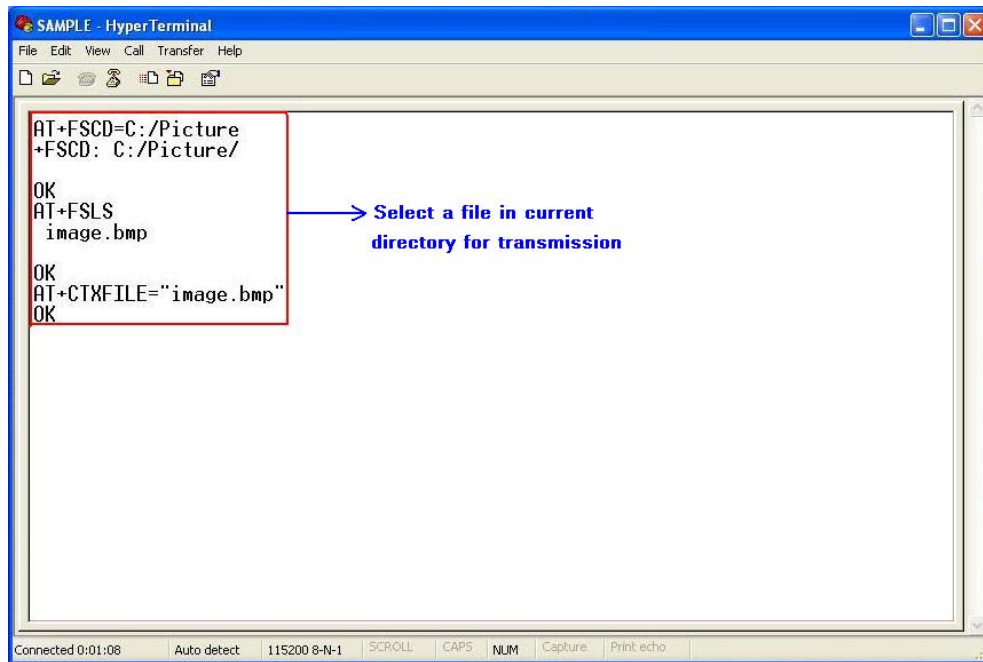 SAMPLE - HyperTerminal
File Edit View Call Transfer Help
AT+FSCD=C:/Picture
+FSCD: C:/Picture/
OK
AT+FSLS
image.bmp
OK
AT+CTXFILE="image.bmp"
OK
Select a file in current
directory for transmission
Connected 0:01:08 Auto detect 115200 8-N-1 SCROLL CAPS NUM Capture Print echo